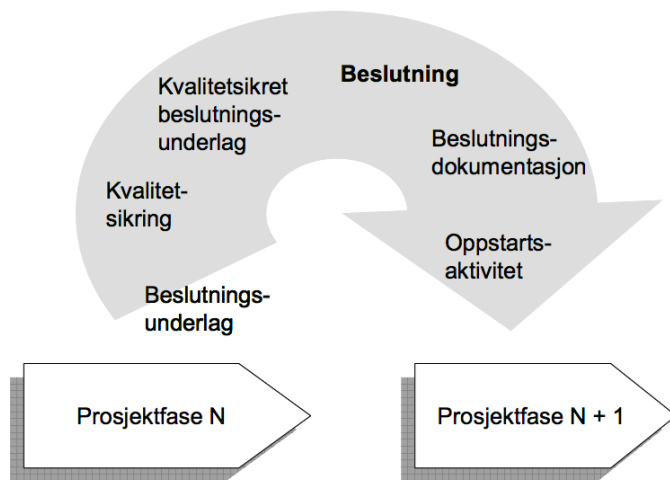 Beslutnings-
underlag
Kvalitet-
sikring
Kvalitetsikret
beslutnings-
underlag
Beslutning
Beslutnings-
dokumentasjon
Oppstarts-
aktivitet
Prosjektfase N
Prosjektfase N + 1